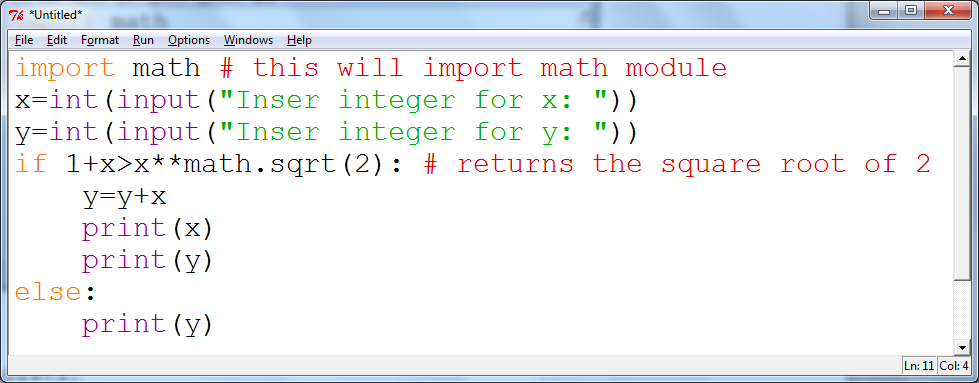 *Untitled*
File Edit Format Run Options Windows Help
import math # this will import math module
x=int(input("Inser integer for x: "))
y=int(input("Inser integer for y: "))
if 1+x>x**math.sqrt(2): # returns the square root of 2
    y=y+x
    print(x)
    print(y)
else:
    print(y)
Ln: 11 Col: 4